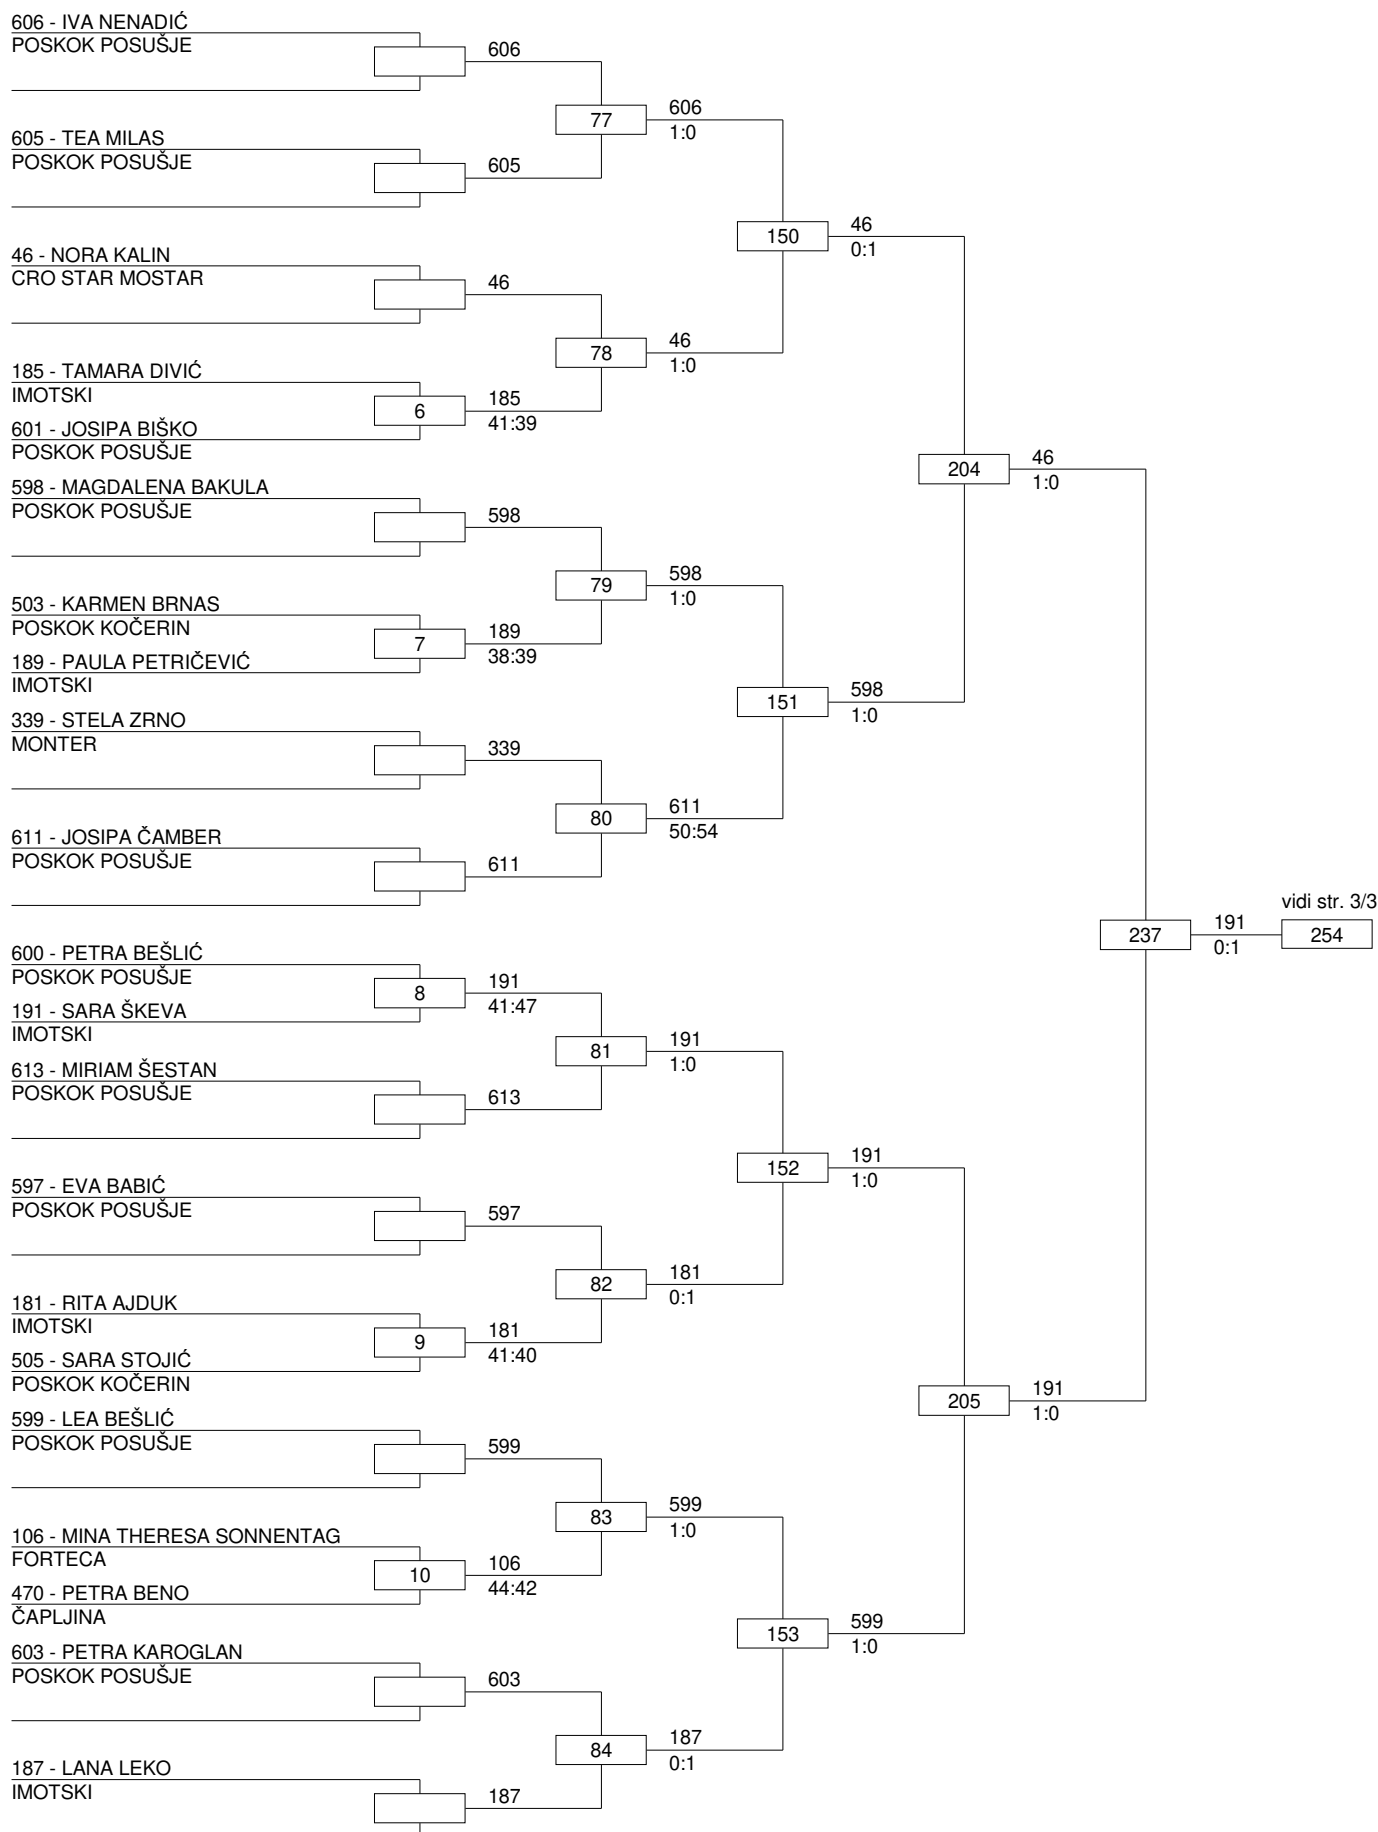 606 - IVA NENADIĆ
POSKOK POSUŠJE
606
77
606
1:0
605 - TEA MILAS
POSKOK POSUŠJE
605
150
46
0:1
46 - NORA KALIN
CRO STAR MOSTAR
46
78
46
1:0
185 - TAMARA DIVIĆ
IMOTSKI
6
185
41:39
601 - JOSIPA BIŠKO
POSKOK POSUŠJE
204
46
1:0
598 - MAGDALENA BAKULA
POSKOK POSUŠJE
598
79
598
1:0
503 - KARMEN BRNAS
POSKOK KOČERIN
7
189
38:39
189 - PAULA PETRIČEVIĆ
IMOTSKI
151
598
1:0
339 - STELA ZRNO
MONTER
339
80
611
50:54
611 - JOSIPA ČAMBER
POSKOK POSUŠJE
611
vidi str. 3/3
237
191
0:1
254
600 - PETRA BEŠLIĆ
POSKOK POSUŠJE
8
191
41:47
191 - SARA ŠKEVA
IMOTSKI
81
191
1:0
613 - MIRIAM ŠESTAN
POSKOK POSUŠJE
613
152
191
1:0
597 - EVA BABIĆ
POSKOK POSUŠJE
597
82
181
0:1
181 - RITA AJDUK
IMOTSKI
9
181
41:40
505 - SARA STOJIĆ
POSKOK KOČERIN
205
191
1:0
599 - LEA BEŠLIĆ
POSKOK POSUŠJE
599
83
599
1:0
106 - MINA THERESA SONNENTAG
FORTECA
10
106
44:42
470 - PETRA BENO
ČAPLJINA
153
599
1:0
603 - PETRA KAROGLAN
POSKOK POSUŠJE
603
84
187
0:1
187 - LANA LEKO
IMOTSKI
187